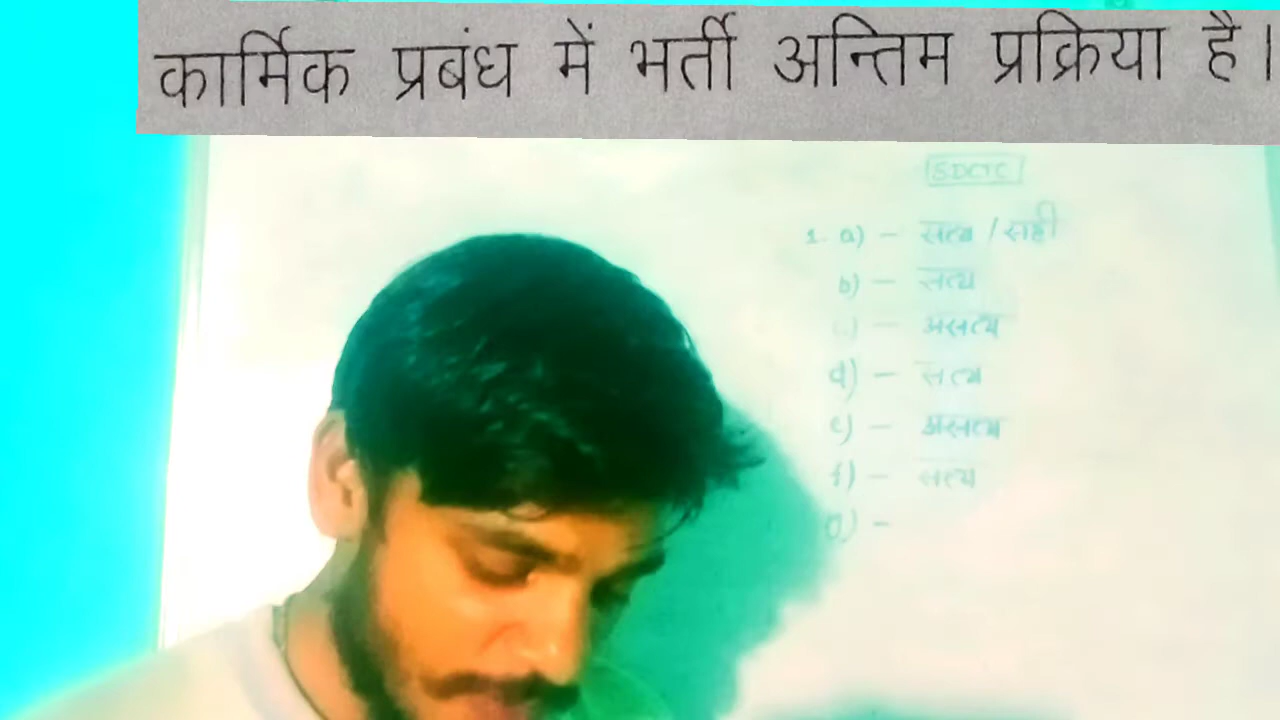 कार्मिक प्रबंध में भर्ती अन्तिम प्रक्रिया है।
SDCTC
1. a) - सत्य / सही
b) - सत्य
c) - असत्य
d) - सत्य
e) - असत्य
f) - सत्य
g) -